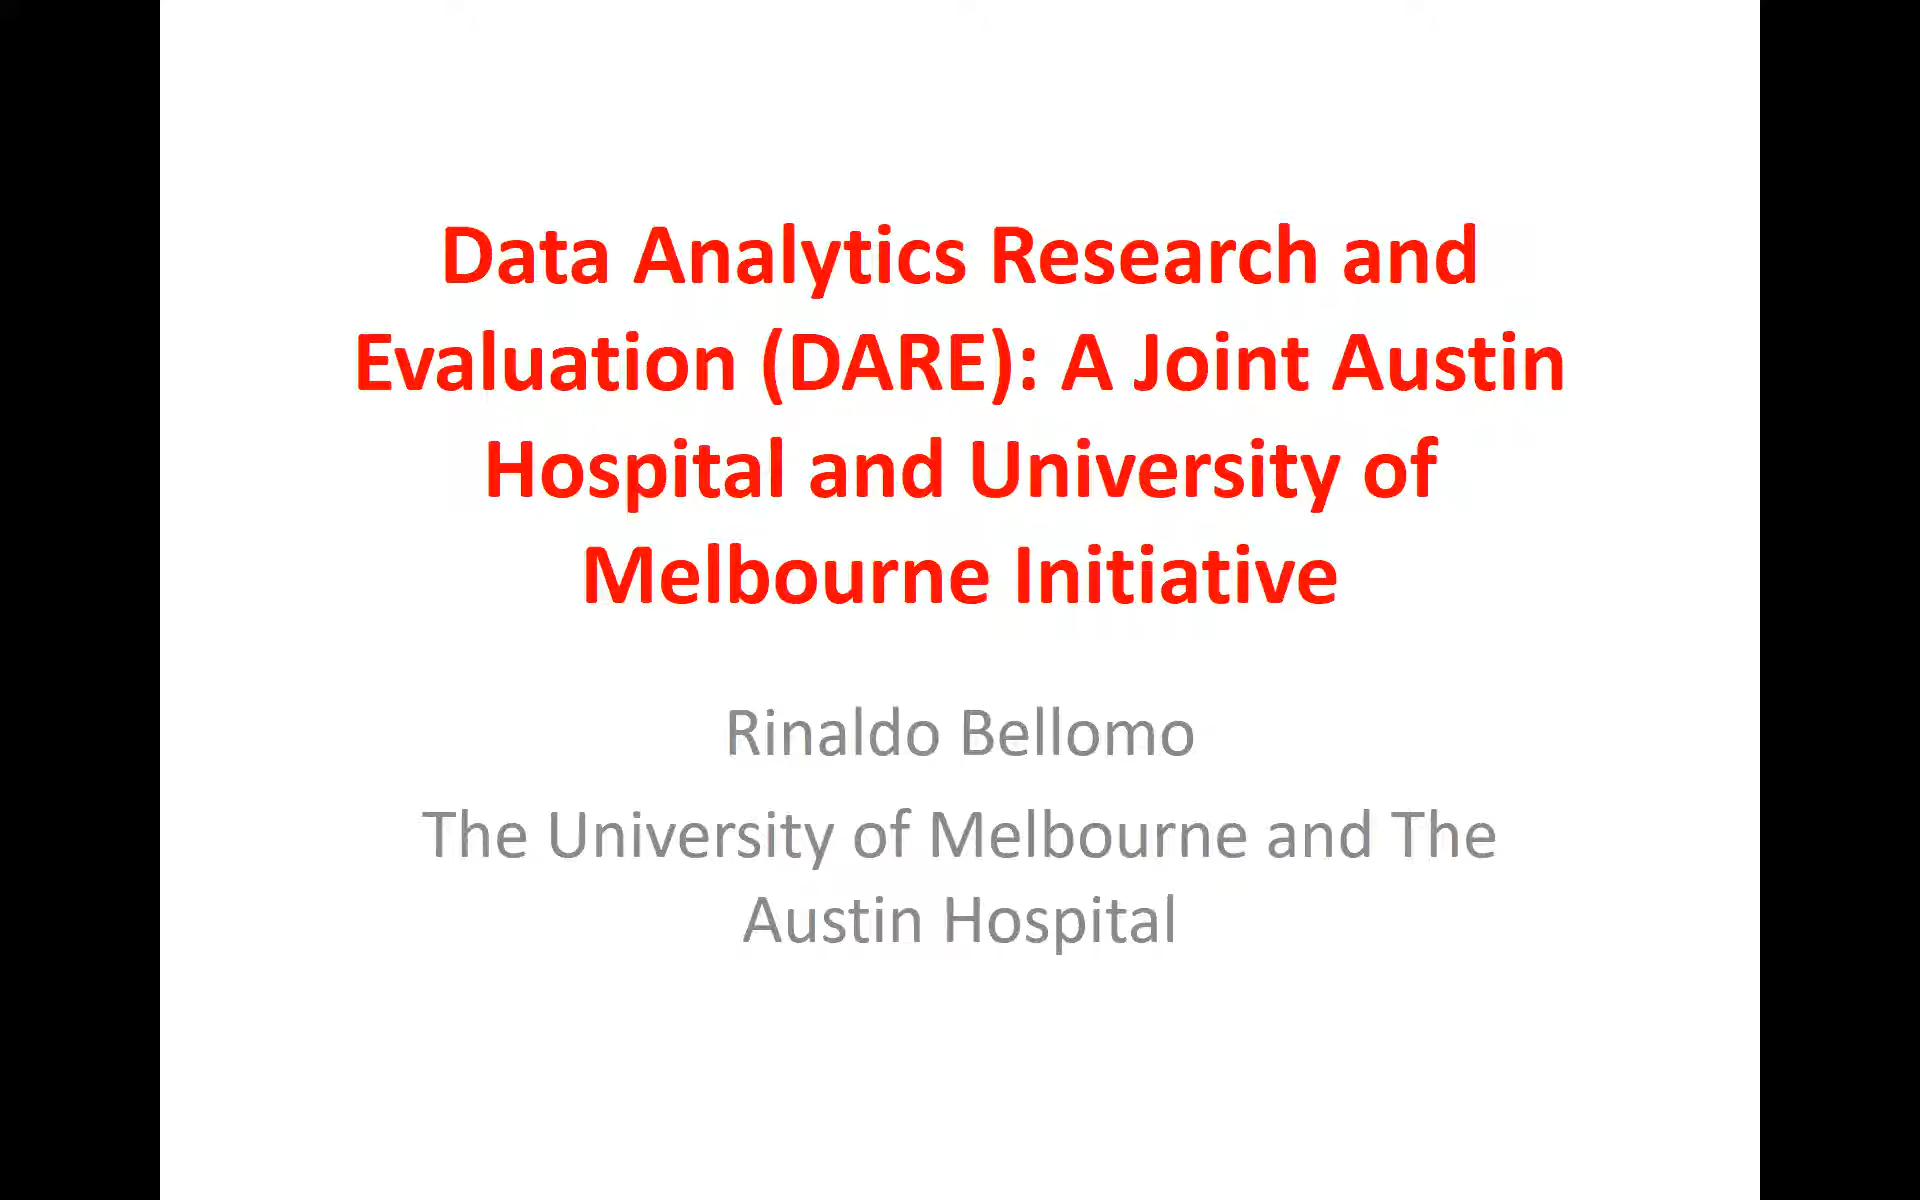 Data Analytics Research and
Evaluation (DARE): A Joint Austin
Hospital and University of
Melbourne Initiative
Rinaldo Bellomo
The University of Melbourne and The
Austin Hospital